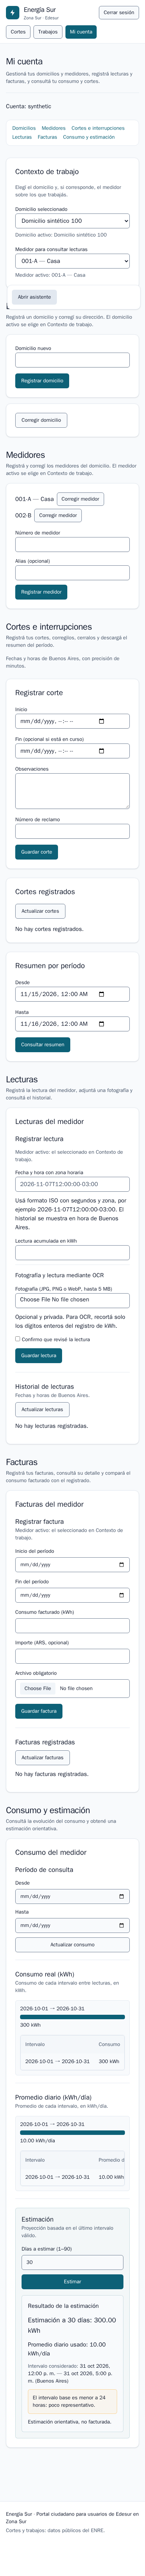 Energía Sur
Zona Sur · Edesur
Cerrar sesión
Cortes
Trabajos
Mi cuenta
Mi cuenta
Gestioná tus domicilios y medidores, registrá lecturas y facturas, y consultá tu consumo y cortes.
Cuenta: synthetic
Domicilios
Medidores
Cortes e interrupciones
Lecturas
Facturas
Consumo y estimación
Contexto de trabajo
Elegí el domicilio y, si corresponde, el medidor sobre los que trabajás.
Domicilio seleccionado
Domicilio sintético 100
Domicilio activo: Domicilio sintético 100
Medidor para consultar lecturas
001-A — Casa
Medidor activo: 001-A — Casa
Abrir asistente
Registrá un domicilio y corregí su dirección. El domicilio activo se elige en Contexto de trabajo.
Domicilio nuevo
Registrar domicilio
Corregir domicilio
Medidores
Registrá y corregí los medidores del domicilio. El medidor activo se elige en Contexto de trabajo.
001-A — Casa
Corregir medidor
002-B
Corregir medidor
Número de medidor
Alias (opcional)
Registrar medidor
Cortes e interrupciones
Registrá tus cortes, corregilos, cerralos y descargá el resumen del período.
Fechas y horas de Buenos Aires, con precisión de minutos.
Registrar corte
Inicio
mm/dd/yyyy, --:-- --
Fin (opcional si está en curso)
mm/dd/yyyy, --:-- --
Observaciones
Número de reclamo
Guardar corte
Cortes registrados
Actualizar cortes
No hay cortes registrados.
Resumen por período
Desde
11/15/2026, 12:00 AM
Hasta
11/16/2026, 12:00 AM
Consultar resumen
Lecturas
Registrá la lectura del medidor, adjuntá una fotografía y consultá el historial.
Lecturas del medidor
Registrar lectura
Medidor activo: el seleccionado en Contexto de trabajo.
Fecha y hora con zona horaria
2026-11-07T12:00:00-03:00
Usá formato ISO con segundos y zona, por ejemplo 2026-11-07T12:00:00-03:00. El historial se muestra en hora de Buenos Aires.
Lectura acumulada en kWh
Fotografía y lectura mediante OCR
Fotografía (JPG, PNG o WebP, hasta 5 MB)
Choose File No file chosen
Opcional y privada. Para OCR, recortá solo los dígitos enteros del registro de kWh.
Confirmo que revisé la lectura
Guardar lectura
Historial de lecturas
Fechas y horas de Buenos Aires.
Actualizar lecturas
No hay lecturas registradas.
Facturas
Registrá tus facturas, consultá su detalle y compará el consumo facturado con el registrado.
Facturas del medidor
Registrar factura
Medidor activo: el seleccionado en Contexto de trabajo.
Inicio del período
mm/dd/yyyy
Fin del período
mm/dd/yyyy
Consumo facturado (kWh)
Importe (ARS, opcional)
Archivo obligatorio
Choose File No file chosen
Guardar factura
Facturas registradas
Actualizar facturas
No hay facturas registradas.
Consumo y estimación
Consultá la evolución del consumo y obtené una estimación orientativa.
Consumo del medidor
Período de consulta
Desde
mm/dd/yyyy
Hasta
mm/dd/yyyy
Actualizar consumo
Consumo real (kWh)
Consumo de cada intervalo entre lecturas, en kWh.
2026-10-01 → 2026-10-31
300 kWh
Intervalo
Consumo
2026-10-01 → 2026-10-31
300 kWh
Promedio diario (kWh/día)
Promedio de cada intervalo, en kWh/día.
2026-10-01 → 2026-10-31
10.00 kWh/día
Intervalo
Promedio d
2026-10-01 → 2026-10-31
10.00 kWh
Estimación
Proyección basada en el último intervalo válido.
Días a estimar (1–90)
30
Estimar
Resultado de la estimación
Estimación a 30 días: 300.00 kWh
Promedio diario usado: 10.00 kWh/día
Intervalo considerado: 31 oct 2026, 12:00 p. m. — 31 oct 2026, 5:00 p. m. (Buenos Aires)
El intervalo base es menor a 24 horas: poco representativo.
Estimación orientativa, no facturada.
Energía Sur · Portal ciudadano para usuarios de Edesur en Zona Sur
Cortes y trabajos: datos públicos del ENRE.